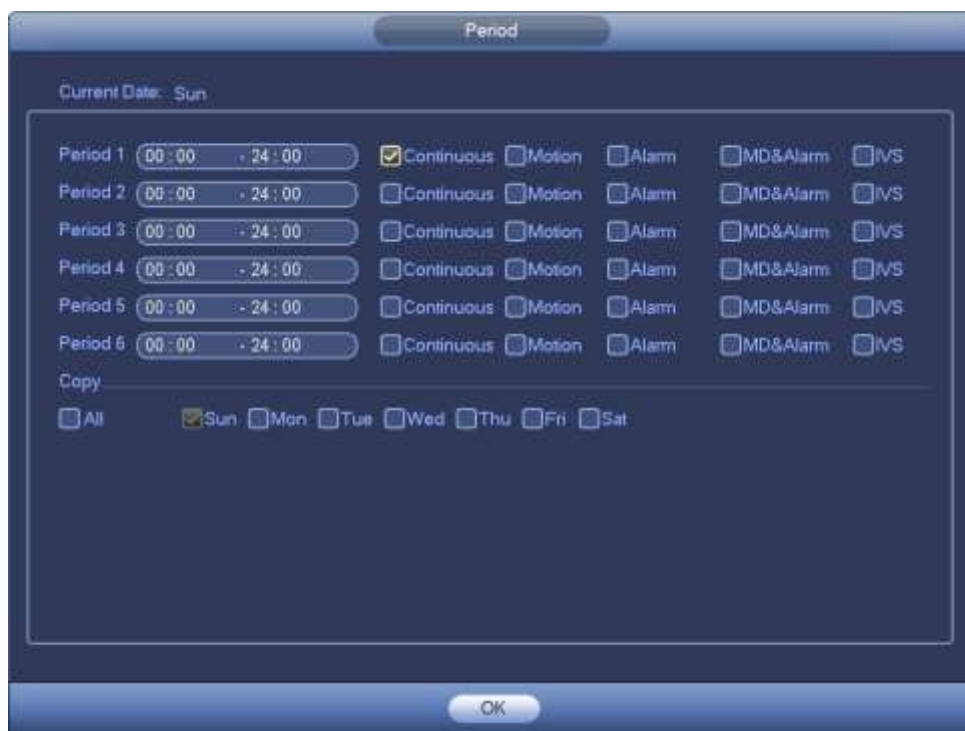 Period
Current Date: Sun
Period 1 00 : 00 - 24 : 00 Continuous Motion Alarm MD&Alarm IVS
Period 2 00 : 00 - 24 : 00 Continuous Motion Alarm MD&Alarm IVS
Period 3 00 : 00 - 24 : 00 Continuous Motion Alarm MD&Alarm IVS
Period 4 00 : 00 - 24 : 00 Continuous Motion Alarm MD&Alarm IVS
Period 5 00 : 00 - 24 : 00 Continuous Motion Alarm MD&Alarm IVS
Period 6 00 : 00 - 24 : 00 Continuous Motion Alarm MD&Alarm IVS
Copy
All Sun Mon Tue Wed Thu Fri Sat
OK